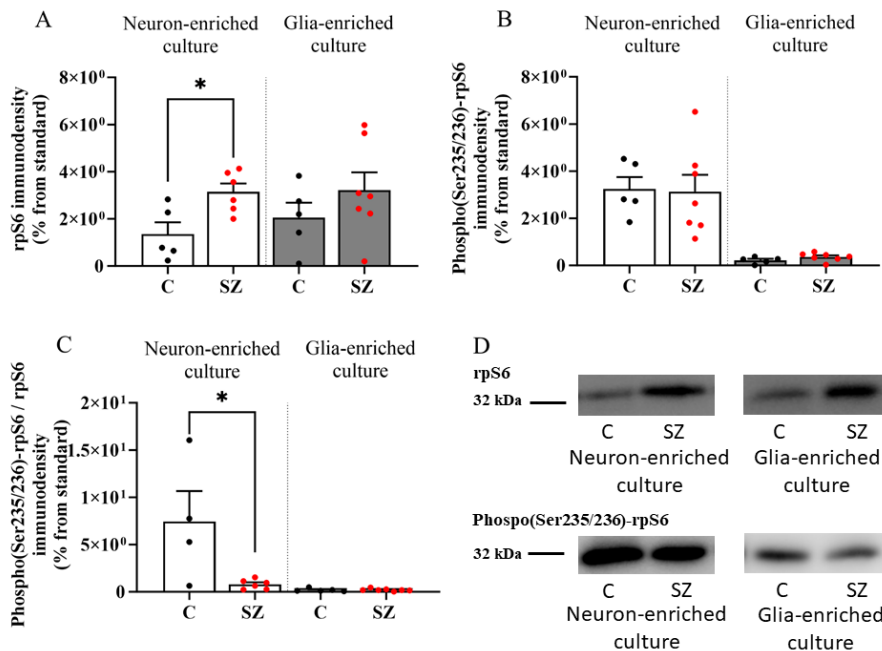 A
Neuron-enriched
culture
Glia-enriched
culture
rpS6 immunodensity
(% from standard)
8×10⁰
6×10⁰
4×10⁰
2×10⁰
0
*
C
SZ
C
SZ
B
Neuron-enriched
culture
Glia-enriched
culture
Phospho(Ser235/236)-rpS6
immunodensity
(% from standard)
8×10⁰
6×10⁰
4×10⁰
2×10⁰
0
C
SZ
C
SZ
C
Neuron-enriched
culture
Glia-enriched
culture
Phospho(Ser235/236)-rpS6 / rpS6
immunodensity
(% from standard)
2×10¹
1×10¹
5×10⁰
0
*
C
SZ
C
SZ
D
rpS6
32 kDa
C
SZ
C
SZ
Neuron-enriched
culture
Glia-enriched
culture
Phospo(Ser235/236)-rpS6
32 kDa
C
SZ
C
SZ
Neuron-enriched
culture
Glia-enriched
culture